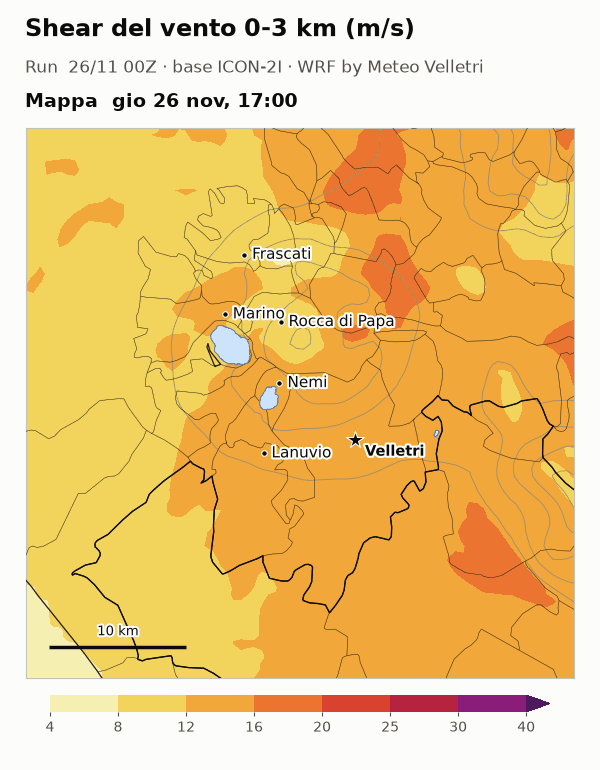 Shear del vento 0-3 km (m/s)
Run  26/11 00Z · base ICON-2I · WRF by Meteo Velletri
Mappa  gio 26 nov, 17:00
Frascati
Marino
Rocca di Papa
Nemi
Velletri
Lanuvio
10 km
4 8 12 16 20 25 30 40